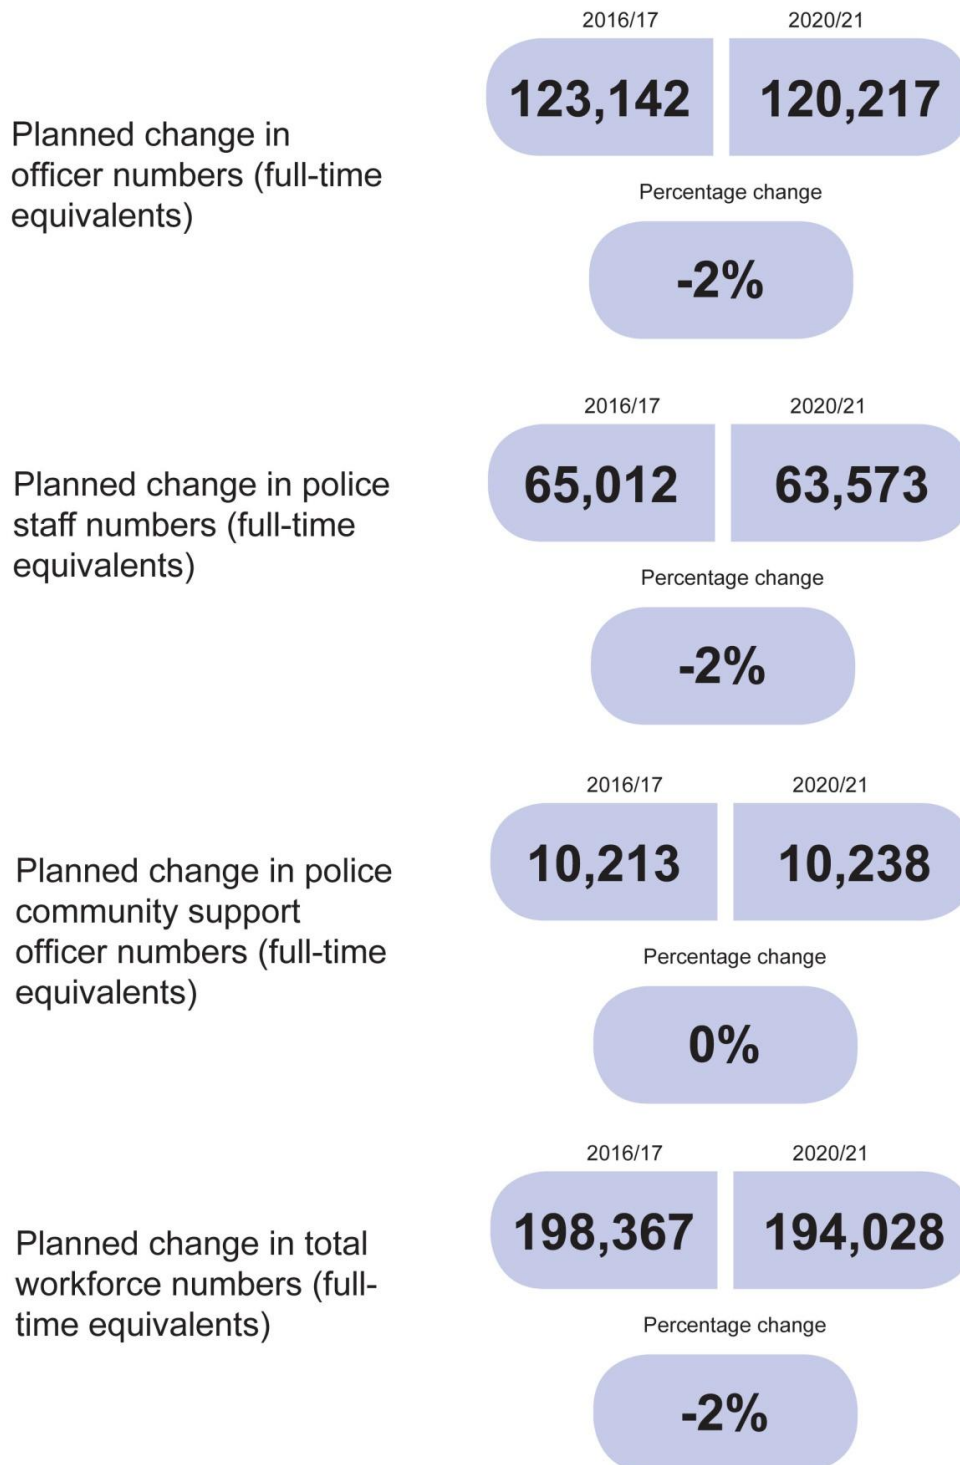 2016/17 2020/21
123,142 120,217
Planned change in
officer numbers (full-time
equivalents)
Percentage change
-2%
2016/17 2020/21
65,012 63,573
Planned change in police
staff numbers (full-time
equivalents)
Percentage change
-2%
2016/17 2020/21
10,213 10,238
Planned change in police
community support
officer numbers (full-time
equivalents)
Percentage change
0%
2016/17 2020/21
198,367 194,028
Planned change in total
workforce numbers (full-
time equivalents)
Percentage change
-2%